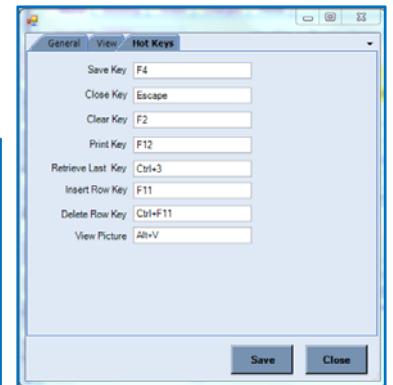 General View Hot Keys
Save Key F4
Close Key Escape
Clear Key F2
Print Key F12
Retrieve Last Key Ctrl+3
Insert Row Key F11
Delete Row Key Ctrl+F11
View Picture Alt+V
Save Close